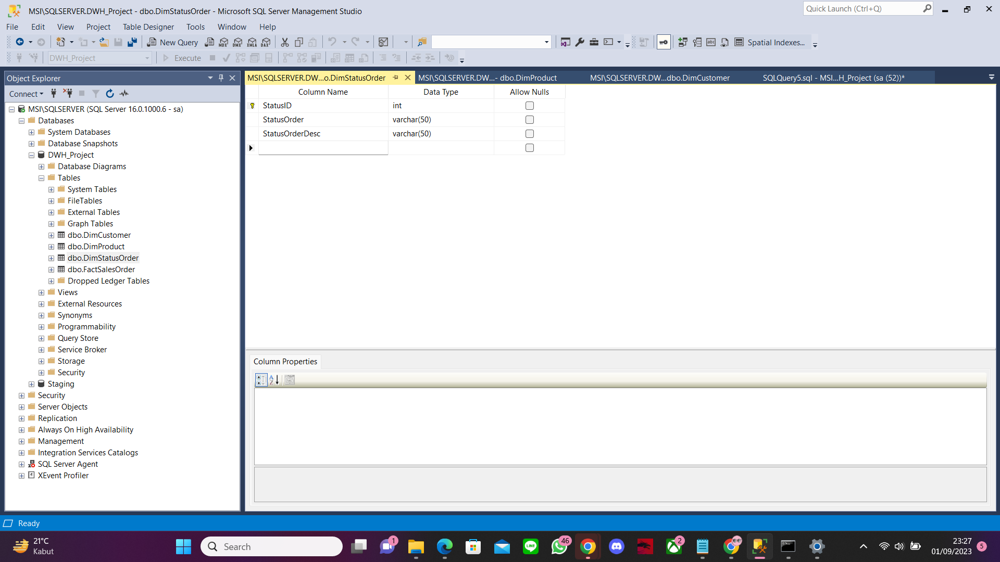 MSI\SQLSERVER.DWH_Project - dbo.DimStatusOrder - Microsoft SQL Server Management Studio
Quick Launch (Ctrl+Q)
File Edit View Project Table Designer Tools Window Help
New Query MDX DMX XMLA DAX abc Spatial Indexes...
DWH_Project Execute
Object Explorer
MSI\SQLSERVER.DW...o.DimStatusOrder MSI\SQLSERVER.DW...- dbo.DimProduct MSI\SQLSERVER.DW...dbo.DimCustomer SQLQuery5.sql - MSI...H_Project (sa (52))*
Connect
Column Name Data Type Allow Nulls
StatusID int
StatusOrder varchar(50)
StatusOrderDesc varchar(50)
MSI\SQLSERVER (SQL Server 16.0.1000.6 - sa)
Databases
System Databases
Database Snapshots
DWH_Project
Database Diagrams
Tables
System Tables
FileTables
External Tables
Graph Tables
dbo.DimCustomer
dbo.DimProduct
dbo.DimStatusOrder
dbo.FactSalesOrder
Dropped Ledger Tables
Views
External Resources
Synonyms
Programmability
Query Store
Service Broker
Storage
Security
Staging
Security
Server Objects
Replication
Always On High Availability
Management
Integration Services Catalogs
SQL Server Agent
XEvent Profiler
Column Properties
A
Z
Ready
21°C
Kabut
Search
1
LINE
46
2
23:27
01/09/2023
5